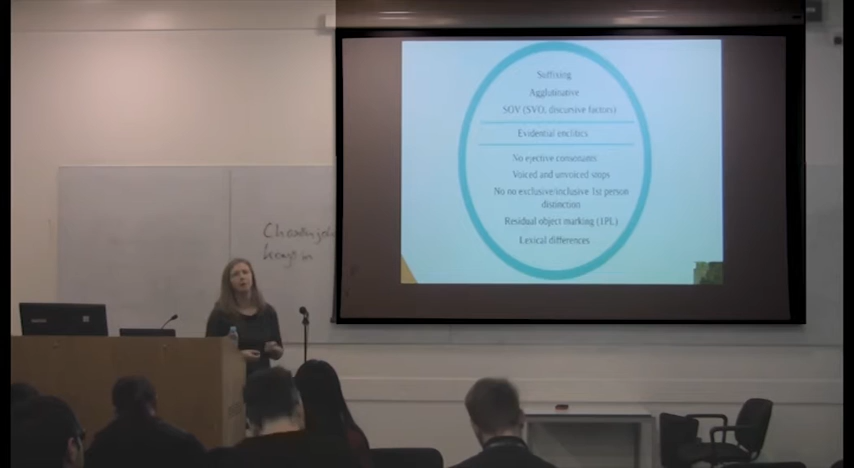 Suffixing
Agglutinative
SOV (SVO, discursive factors)
Evidential enclitics
No ejective consonants
Voiced and unvoiced stops
No no exclusive/inclusive 1st person
distinction
Residual object marking (1PL)
Lexical differences